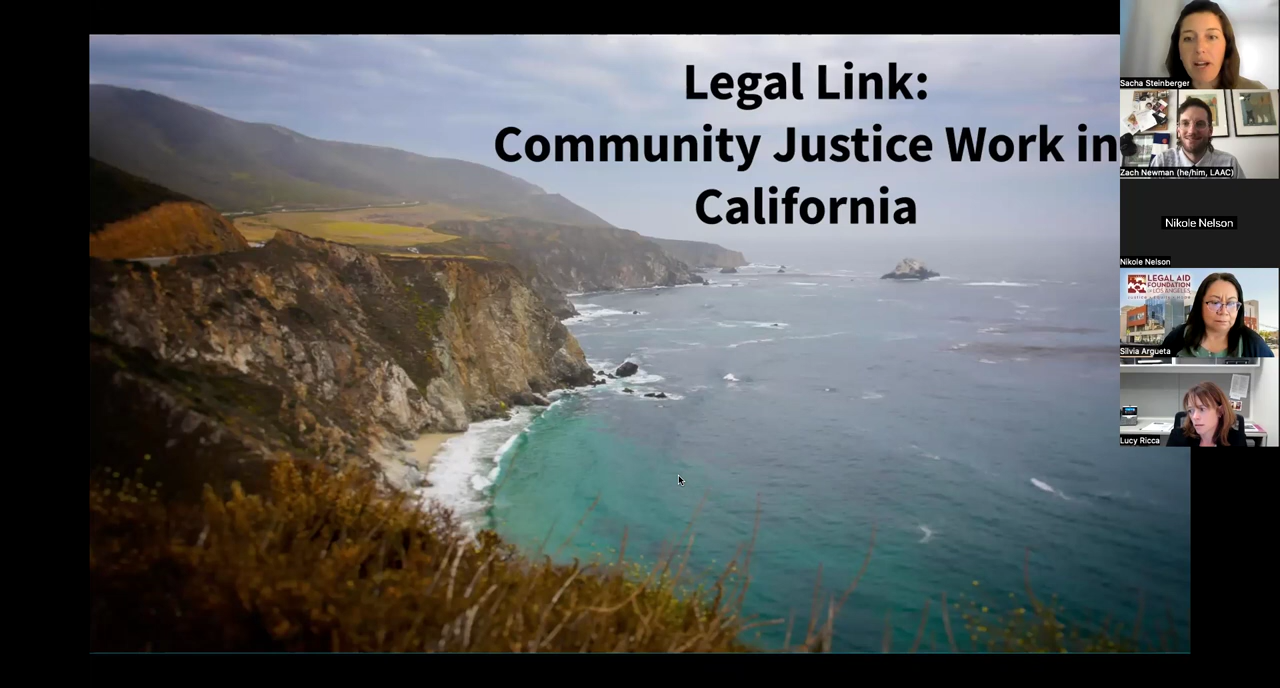 Legal Link:
Community Justice Work in
California
Sacha Steinberger
Zach Newman (he/him, LAAC)
Nikole Nelson
Nikole Nelson
LEGAL AID
FOUNDATION
OF LOS ANGELES
Silvia Argueta
Lucy Ricca